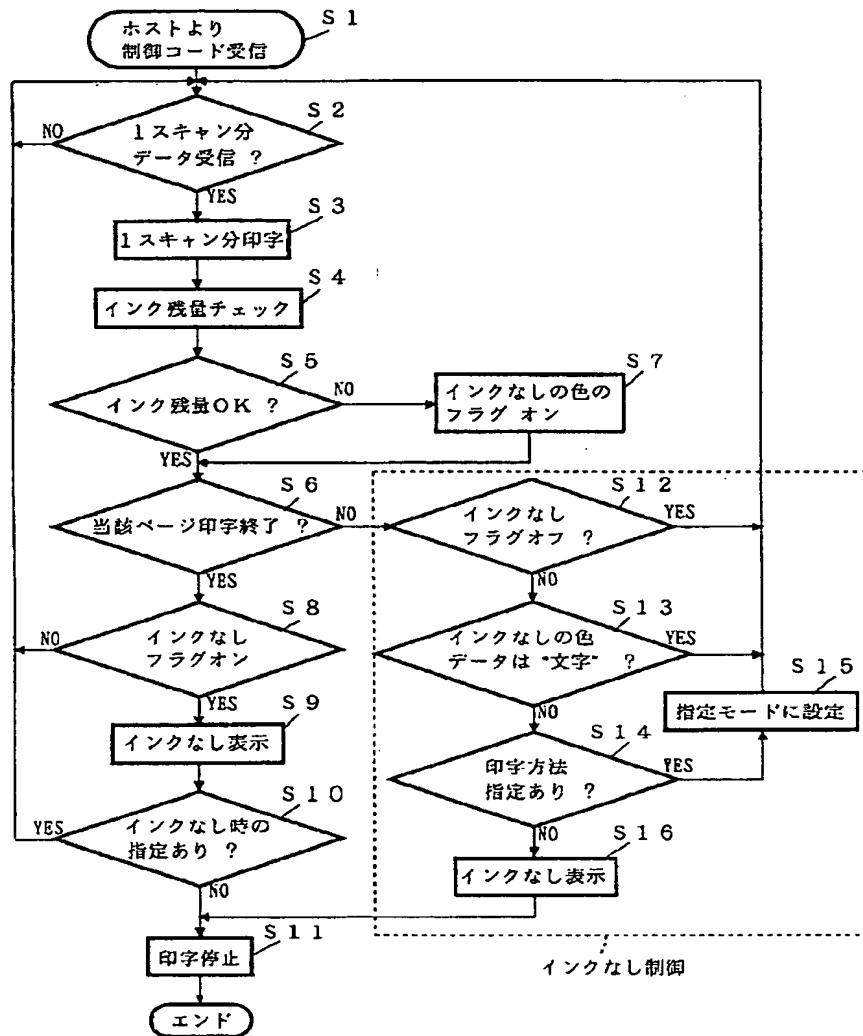 ホストより
制御コード受信
S1
1スキャン分
データ受信 ?
S2
NO
YES
1スキャン分印字
S3
インク残量チェック
S4
インク残量OK ?
S5
NO
YES
インクなしの色の
フラグ オン
S7
当該ページ印字終了 ?
S6
NO
YES
インクなし
フラグオフ ?
S12
YES
NO
インクなし
フラグオン
S8
NO
YES
インクなしの色
データは "文字" ?
S13
YES
NO
インクなし表示
S9
印字方法
指定あり ?
S14
YES
NO
指定モードに設定
S15
インクなし時の
指定あり ?
S10
YES
NO
インクなし表示
S16
印字停止
S11
インクなし制御
エンド